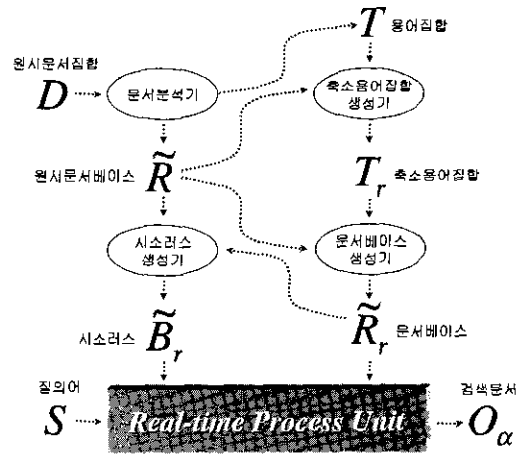 T 용어집합
원시문서집합
D 문서분석기
축소용어집합
생성기
원시문서베이스 R̃
T_r 축소용어집합
시소러스
생성기
문서베이스
생성기
시소러스 B̃_r
R̃_r 문서베이스
질의어
S
Real-time Process Unit
검색문서
O_α